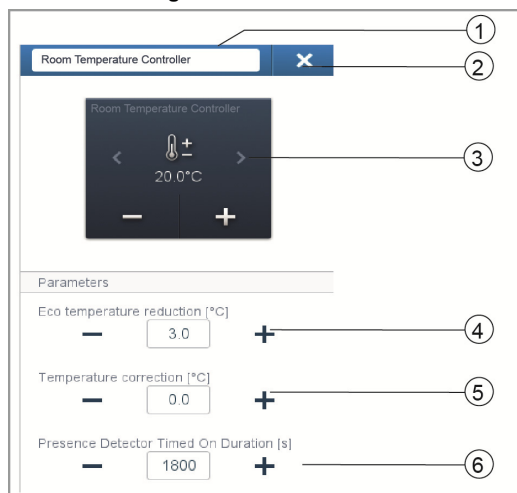 1
Room Temperature Controller
2
Room Temperature Controller
3
20.0°C
Parameters
Eco temperature reduction [°C]
3.0
4
Temperature correction [°C]
0.0
5
Presence Detector Timed On Duration [s]
1800
6